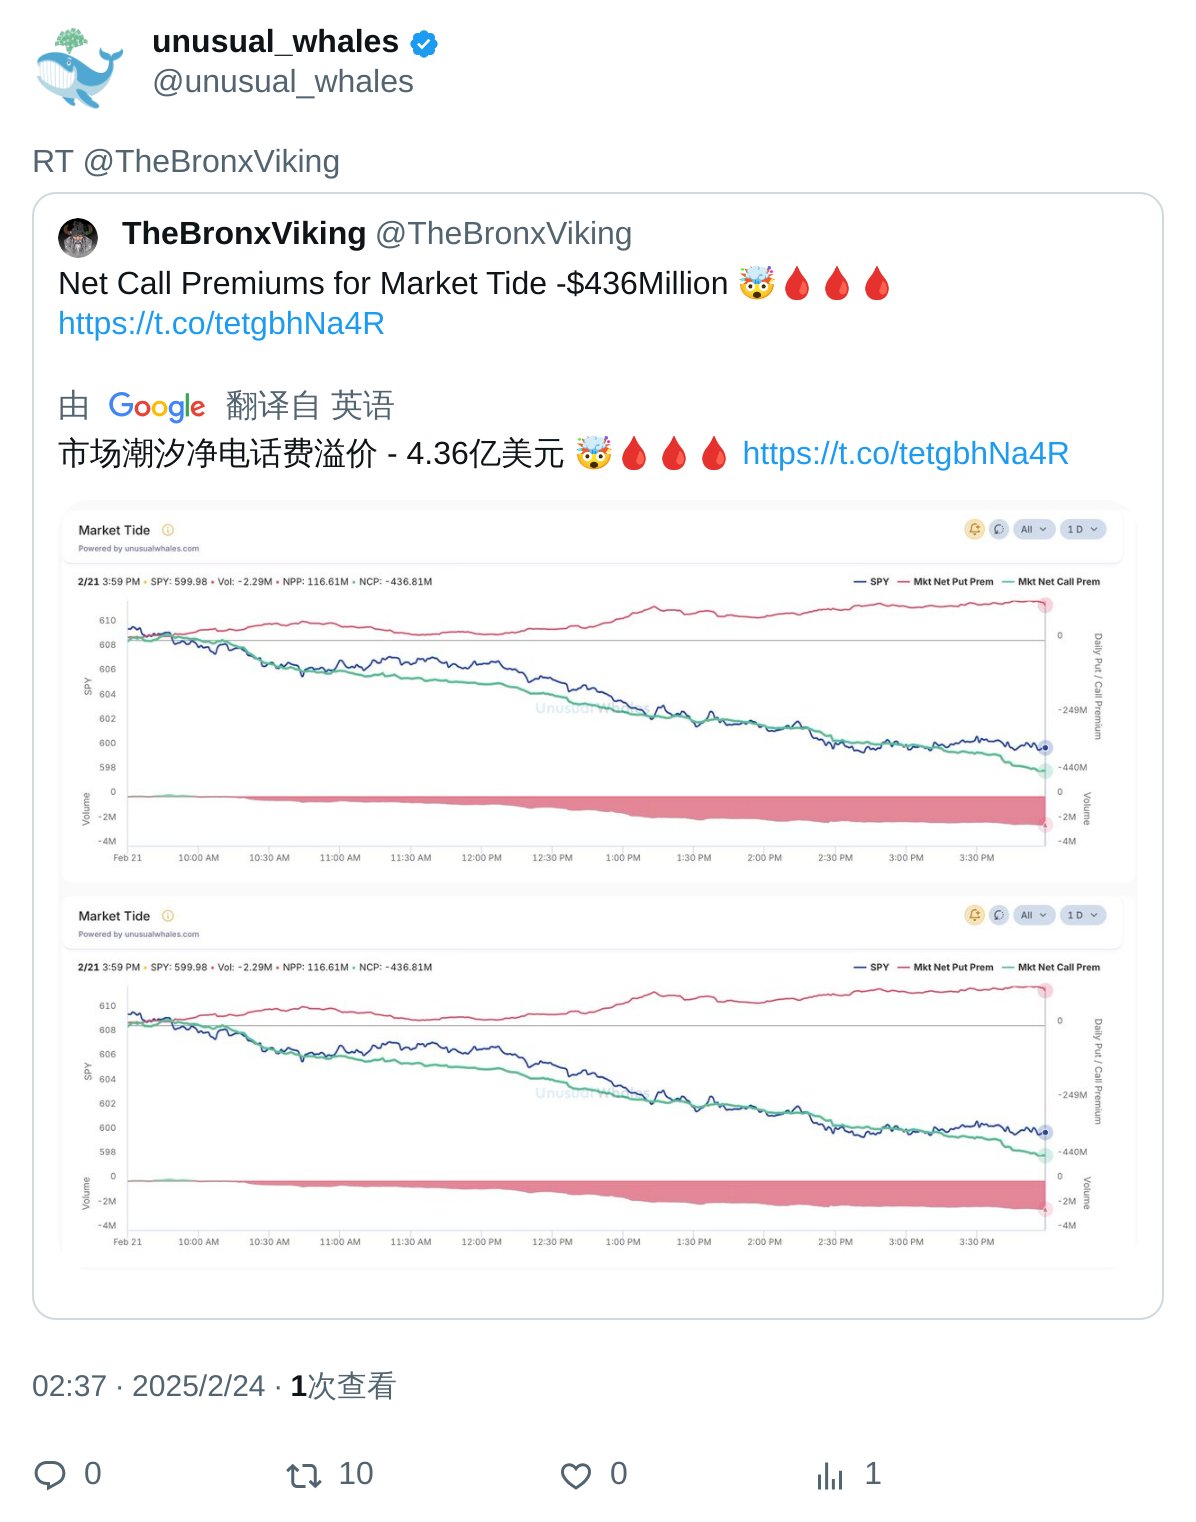 unusual_whales
@unusual_whales
RT @TheBronxViking
TheBronxViking @TheBronxViking
Net Call Premiums for Market Tide -$436Million 🤯🩸🩸🩸
https://t.co/tetgbhNa4R
由 Google 翻译自 英语
市场潮汐净电话费溢价 - 4.36亿美元 🤯🩸🩸🩸 https://t.co/tetgbhNa4R
Market Tide
All
1 D
Powered by unusualwhales.com
2/21 3:59 PM • SPY: 599.98 • Vol: -2.29M • NPP: 116.61M • NCP: -436.81M
SPY Mkt Net Put Prem Mkt Net Call Prem
610
608
606
604
602
600
598
0
-2M
-4M
SPY
Volume
Unusual Whales
0
-249M
-440M
0
-2M
-4M
Daily Put / Call Premium
Volume
Feb 21 10:00 AM 10:30 AM 11:00 AM 11:30 AM 12:00 PM 12:30 PM 1:00 PM 1:30 PM 2:00 PM 2:30 PM 3:00 PM 3:30 PM
Market Tide
All
1 D
Powered by unusualwhales.com
2/21 3:59 PM • SPY: 599.98 • Vol: -2.29M • NPP: 116.61M • NCP: -436.81M
SPY Mkt Net Put Prem Mkt Net Call Prem
610
608
606
604
602
600
598
0
-2M
-4M
SPY
Volume
Unusual Whales
0
-249M
-440M
0
-2M
-4M
Daily Put / Call Premium
Volume
Feb 21 10:00 AM 10:30 AM 11:00 AM 11:30 AM 12:00 PM 12:30 PM 1:00 PM 1:30 PM 2:00 PM 2:30 PM 3:00 PM 3:30 PM
02:37 · 2025/2/24 · 1次查看
0 10 0 1